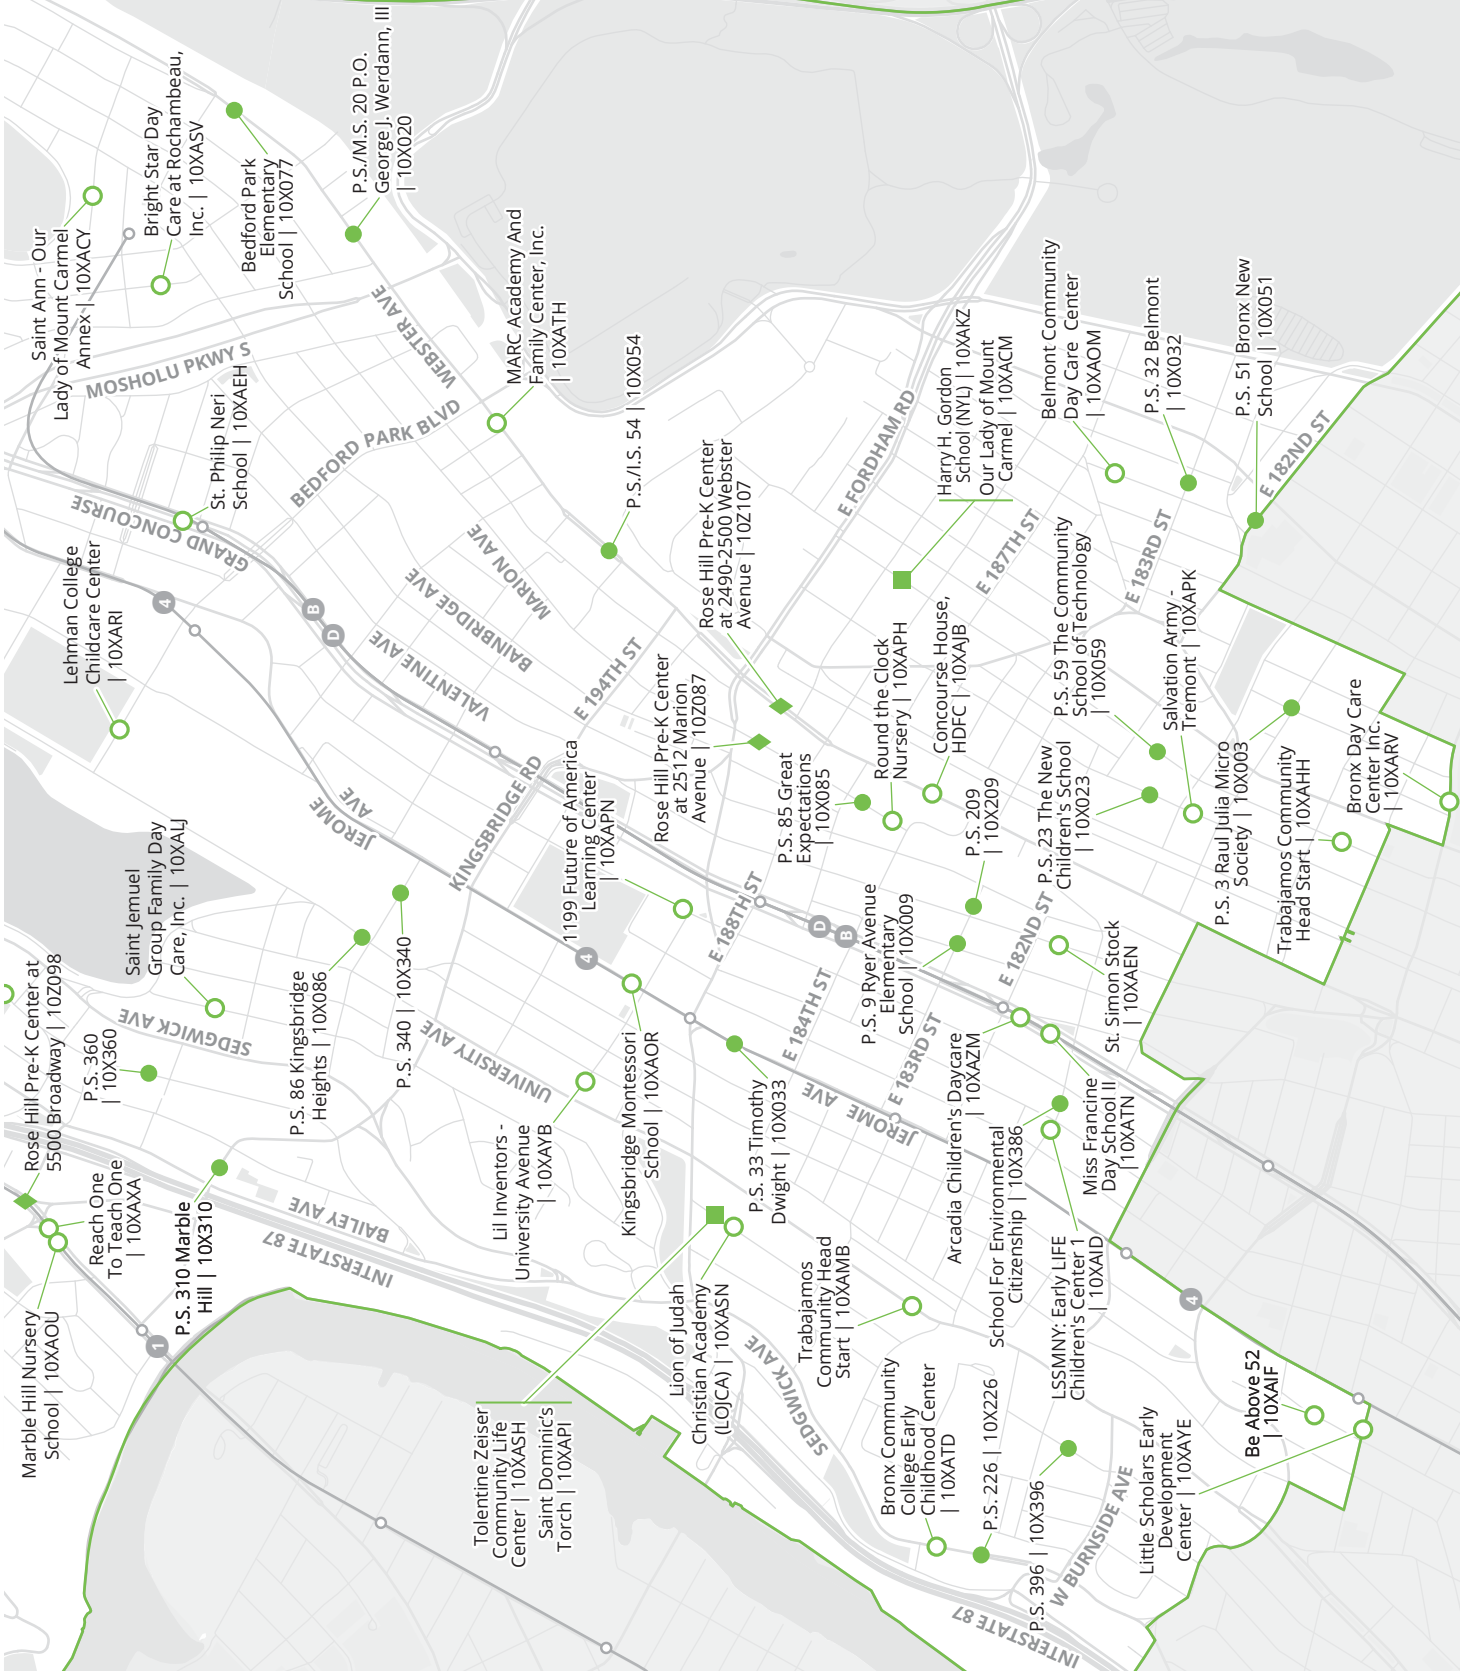 Saint Ann - Our
Lady of Mount Carmel
Annex | 10XACY
Bright Star Day
Care at Rochambeau,
Inc. | 10XASV
Bedford Park
Elementary
School | 10X077
P.S./M.S. 20 P.O.
George J. Werdann, III
| 10X020
MOSHOLU PKWY S
WEBSTER AVE
MARC Academy And
Family Center, Inc.
| 10XATH
St. Philip Neri
School | 10XAEH
BEDFORD PARK BLVD
GRAND CONCOURSE
P.S./I.S. 54 | 10X054
Lehman College
Childcare Center
| 10XARI
4
B
D
MARION AVE
BAINBRIDGE AVE
VALENTINE AVE
E 194TH ST
Rose Hill Pre-K Center
at 2490-2500 Webster
Avenue | 10Z107
E FORDHAM RD
Harry H. Gordon
School (NYL) | 10XAKZ
Our Lady of Mount
Carmel | 10XACM
Belmont Community
Day Care Center
| 10XAOM
P.S. 32 Belmont
| 10X032
P.S. 51 Bronx New
School | 10X051
E 182ND ST
E 187TH ST
E 183RD ST
Rose Hill Pre-K Center
at 2512 Marion
Avenue | 10Z087
Round the Clock
Nursery | 10XAPH
Concourse House,
HDFC | 10XAJB
P.S. 59 The Community
School of Technology
| 10X059
Salvation Army -
Tremont | 10XAPK
P.S. 85 Great
Expectations
| 10X085
P.S. 209
| 10X209
P.S. 23 The New
Children's School
| 10X023
P.S. 3 Raul Julia Micro
Society | 10X003
Trabajamos Community
Head Start | 10XAHH
Bronx Day Care
Center Inc.
| 10XARV
JEROME AVE
KINGSBRIDGE RD
1199 Future of America
Learning Center
| 10XAPN
Saint Jemuel
Group Family Day
Care, Inc. | 10XALJ
4
D
B
E 188TH ST
E 182ND ST
P.S. 9 Ryer Avenue
Elementary
School | 10X009
St. Simon Stock
| 10XAEN
Rose Hill Pre-K Center at
5500 Broadway | 10Z098
P.S. 360
| 10X360
SEDGWICK AVE
P.S. 86 Kingsbridge
Heights | 10X086
P.S. 340 | 10X340
UNIVERSITY AVE
Kingsbridge Montessori
School | 10XAOR
E 184TH ST
E 183RD ST
JEROME AVE
P.S. 33 Timothy
Dwight | 10X033
Arcadia Children's Daycare
| 10XAZM
Miss Francine
Day School II
|10XATN
School For Environmental
Citizenship | 10X386
LSSMNY: Early LIFE
Children's Center 1
| 10XAID
Reach One
To Teach One
| 10XAXA
P.S. 310 Marble
Hill | 10X310
BAILEY AVE
INTERSTATE 87
Lil Inventors -
University Avenue
| 10XAYB
Marble Hill Nursery
School | 10XAOU
1
Tolentine Zeiser
Community Life
Center | 10XASH
Saint Dominic's
Torch | 10XAPI
Lion of Judah
Christian Academy
(LOJCA) | 10XASN
Trabajamos
Community Head
Start | 10XAMB
SEDGWICK AVE
Bronx Community
College Early
Childhood Center
| 10XATD
P.S. 226 | 10X226
P.S. 396 | 10X396
W BURNSIDE AVE
INTERSTATE 87
Little Scholars Early
Development
Center | 10XAYE
Be Above 52
| 10XAIF
4